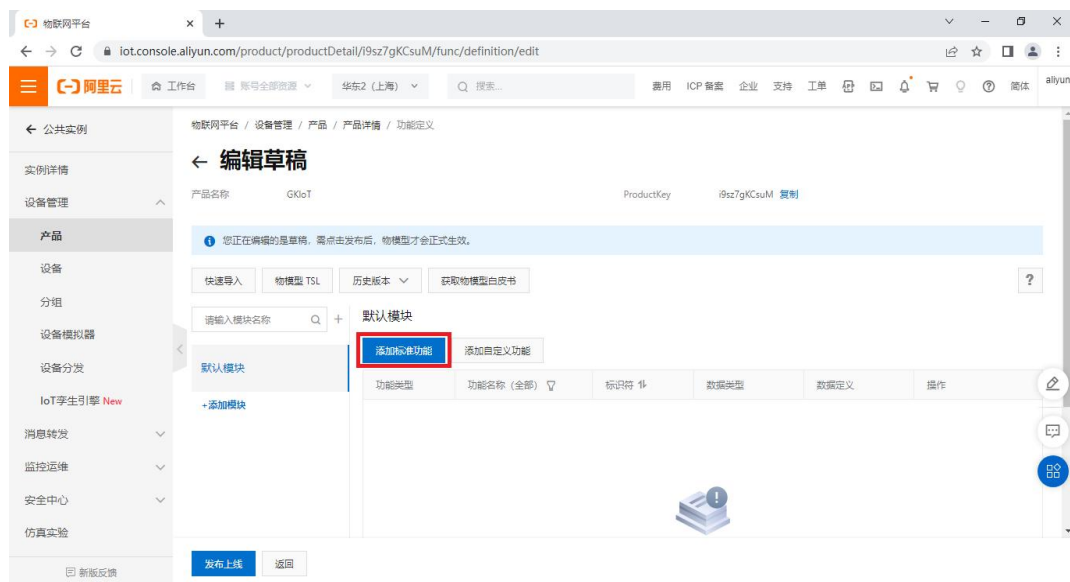 物联网平台
iot.console.aliyun.com/product/productDetail/i9sz7gKCsuM/func/definition/edit
阿里云 工作台 账号全部资源 华东2（上海） 搜索... 费用 ICP 备案 企业 支持 工单 简体 aliyun
公共实例
实例详情
设备管理
产品
设备
分组
设备模拟器
设备分发
IoT孪生引擎 New
消息转发
监控运维
安全中心
仿真实验
新版反馈
物联网平台 / 设备管理 / 产品 / 产品详情 / 功能定义
编辑草稿
产品名称 GKIoT ProductKey i9sz7gKCsuM 复制
您正在编辑的是草稿，需点击发布后，物模型才会正式生效。
快速导入 物模型 TSL 历史版本 获取物模型白皮书 ?
请输入模块名称 + 默认模块
添加标准功能 添加自定义功能
默认模块
功能类型 功能名称（全部） 标识符 数据类型 数据定义 操作
+添加模块
发布上线 返回